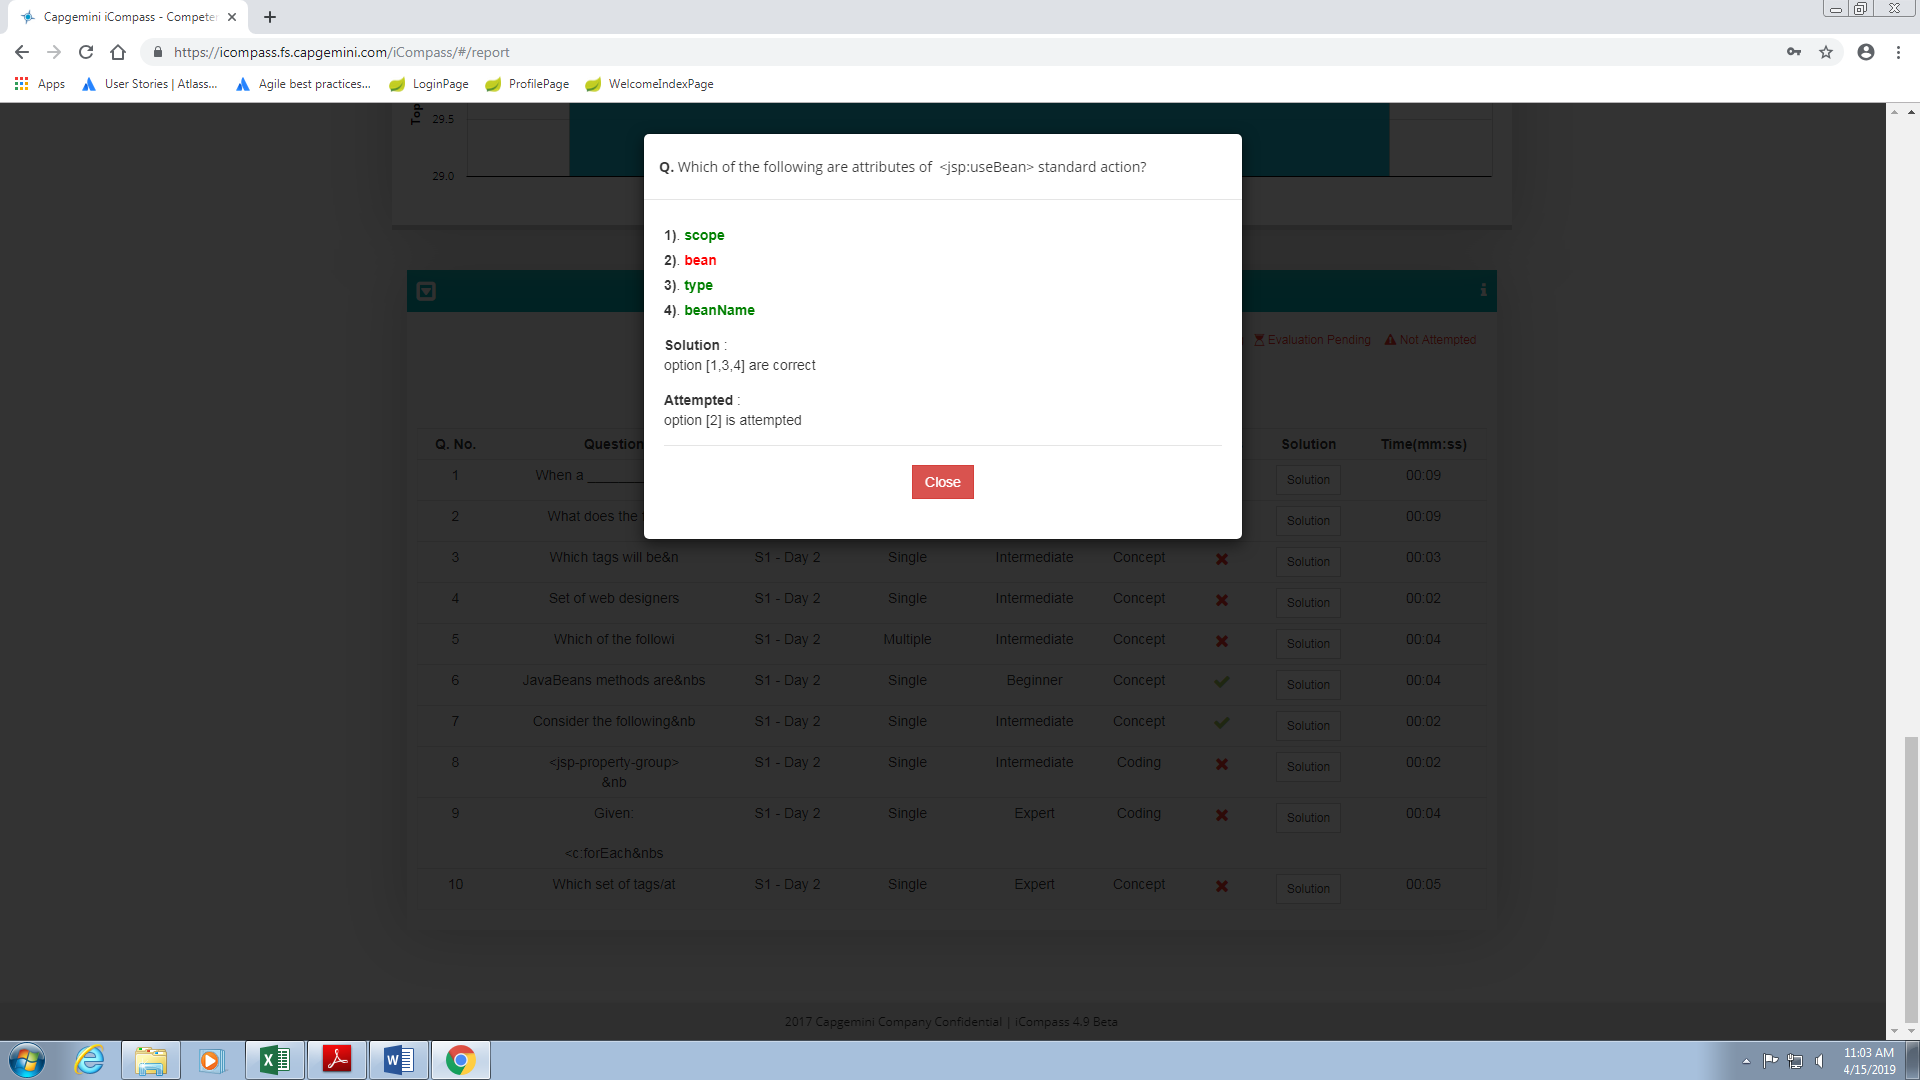 Capgemini iCompass - Competer
https://icompass.fs.capgemini.com/iCompass/#/report
Apps
User Stories | Atlass...
Agile best practices...
LoginPage
ProfilePage
WelcomeIndexPage
Top
29.5
29.0
Q. Which of the following are attributes of <jsp:useBean> standard action?
1). scope
2). bean
3). type
4). beanName
Solution :
option [1,3,4] are correct
Attempted :
option [2] is attempted
Close
Evaluation Pending Not Attempted
Q. No. Question Solution Time(mm:ss)
1 When a ________ Solution 00:09
2 What does the Solution 00:09
3 Which tags will be&n S1 - Day 2 Single Intermediate Concept Solution 00:03
4 Set of web designers S1 - Day 2 Single Intermediate Concept Solution 00:02
5 Which of the followi S1 - Day 2 Multiple Intermediate Concept Solution 00:04
6 JavaBeans methods are&nbs S1 - Day 2 Single Beginner Concept Solution 00:04
7 Consider the following&nb S1 - Day 2 Single Intermediate Concept Solution 00:02
8 <jsp-property-group> S1 - Day 2 Single Intermediate Coding Solution 00:02
&nb
9 Given: S1 - Day 2 Single Expert Coding Solution 00:04
<c:forEach&nbs
10 Which set of tags/at S1 - Day 2 Single Expert Concept Solution 00:05
2017 Capgemini Company Confidential | iCompass 4.9 Beta
11:03 AM
4/15/2019